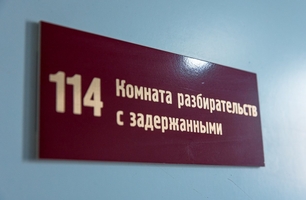 114 Комната разбирательств
с задержанными